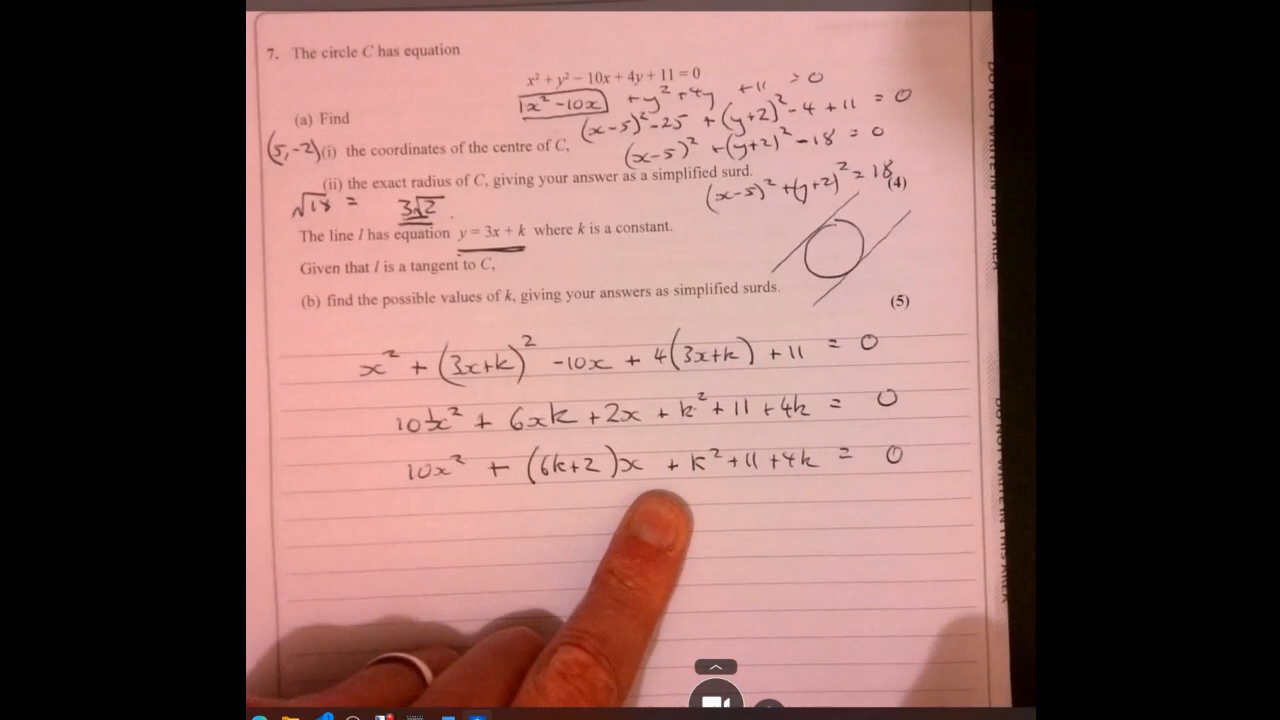 7. The circle C has equation
x² + y² − 10x + 4y + 11 = 0
x² -10x + y² + 4y + 11 = 0
(a) Find
(x-5)² -25 + (y+2)² - 4 + 11 = 0
(5, -2) (i) the coordinates of the centre of C,
(x-5)² + (y+2)² - 18 = 0
(ii) the exact radius of C, giving your answer as a simplified surd.
(x-5)² + (y+2)² = 18
(4)
√18 = 3√2
The line l has equation y = 3x + k where k is a constant.
Given that l is a tangent to C,
(b) find the possible values of k, giving your answers as simplified surds.
(5)
x² + (3x+k)² -10x + 4(3x+k) + 11 = 0
10x² + 6xk + 2x + k² + 11 + 4k = 0
10x² + (6k+2)x + k² + 11 + 4k = 0